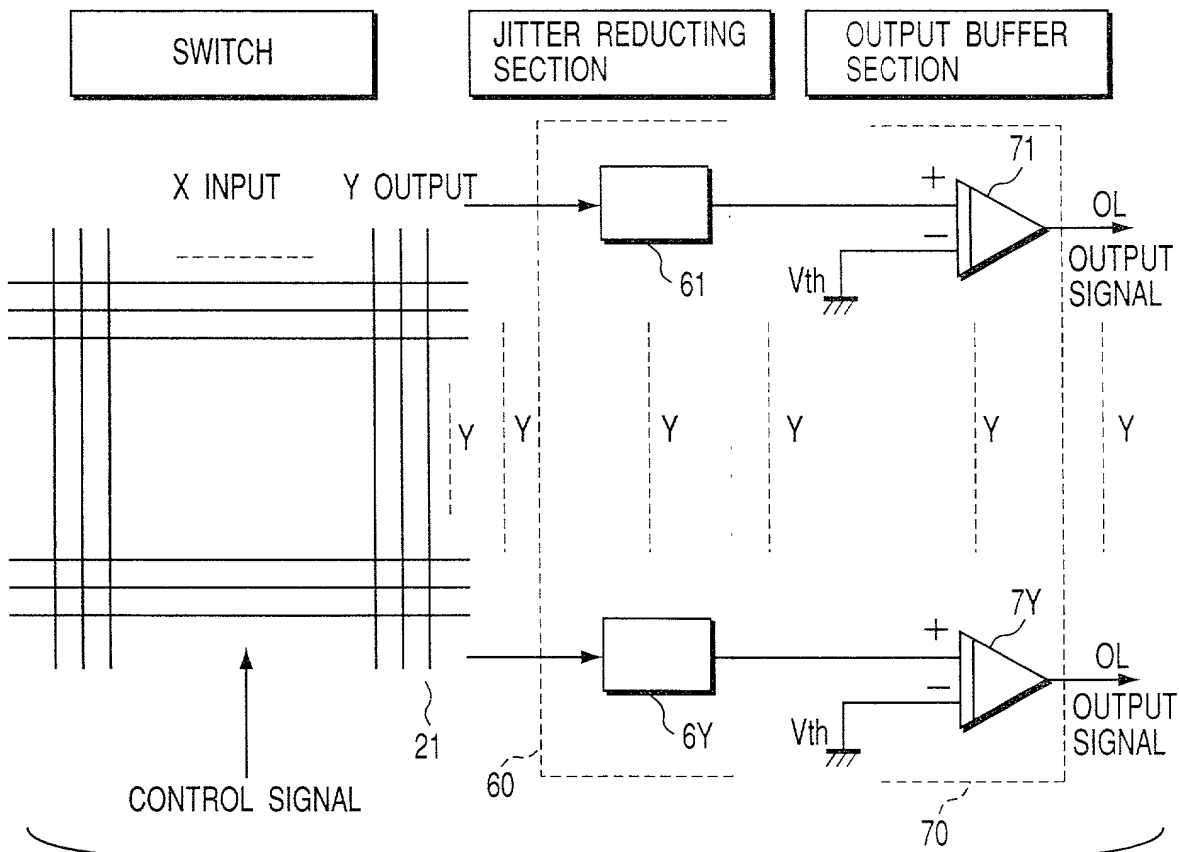 SWITCH
JITTER REDUCTING
SECTION
OUTPUT BUFFER
SECTION
X INPUT
Y OUTPUT
61
+
−
Vth
71
OL
OUTPUT
SIGNAL
Y
Y
Y
Y
Y
Y
21
CONTROL SIGNAL
60
6Y
+
−
Vth
7Y
OL
OUTPUT
SIGNAL
70